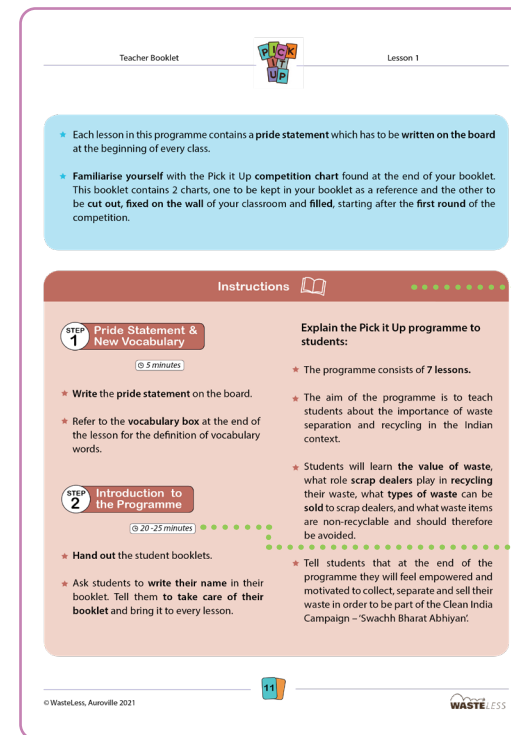 Teacher Booklet
PICK
IT
UP
Lesson 1
Each lesson in this programme contains a pride statement which has to be written on the board
at the beginning of every class.
Familiarise yourself with the Pick it Up competition chart found at the end of your booklet.
This booklet contains 2 charts, one to be kept in your booklet as a reference and the other to
be cut out, fixed on the wall of your classroom and filled, starting after the first round of the
competition.
Instructions
STEP
1
Pride Statement &
New Vocabulary
5 minutes
Write the pride statement on the board.
Refer to the vocabulary box at the end of
the lesson for the definition of vocabulary
words.
STEP
2
Introduction to
the Programme
20 -25 minutes
Hand out the student booklets.
Ask students to write their name in their
booklet. Tell them to take care of their
booklet and bring it to every lesson.
Explain the Pick it Up programme to
students:
The programme consists of 7 lessons.
The aim of the programme is to teach
students about the importance of waste
separation and recycling in the Indian
context.
Students will learn the value of waste,
what role scrap dealers play in recycling
their waste, what types of waste can be
sold to scrap dealers, and what waste items
are non-recyclable and should therefore
be avoided.
Tell students that at the end of the
programme they will feel empowered and
motivated to collect, separate and sell their
waste in order to be part of the Clean India
Campaign – 'Swachh Bharat Abhiyan'.
11
© WasteLess, Auroville 2021
WASTELESS